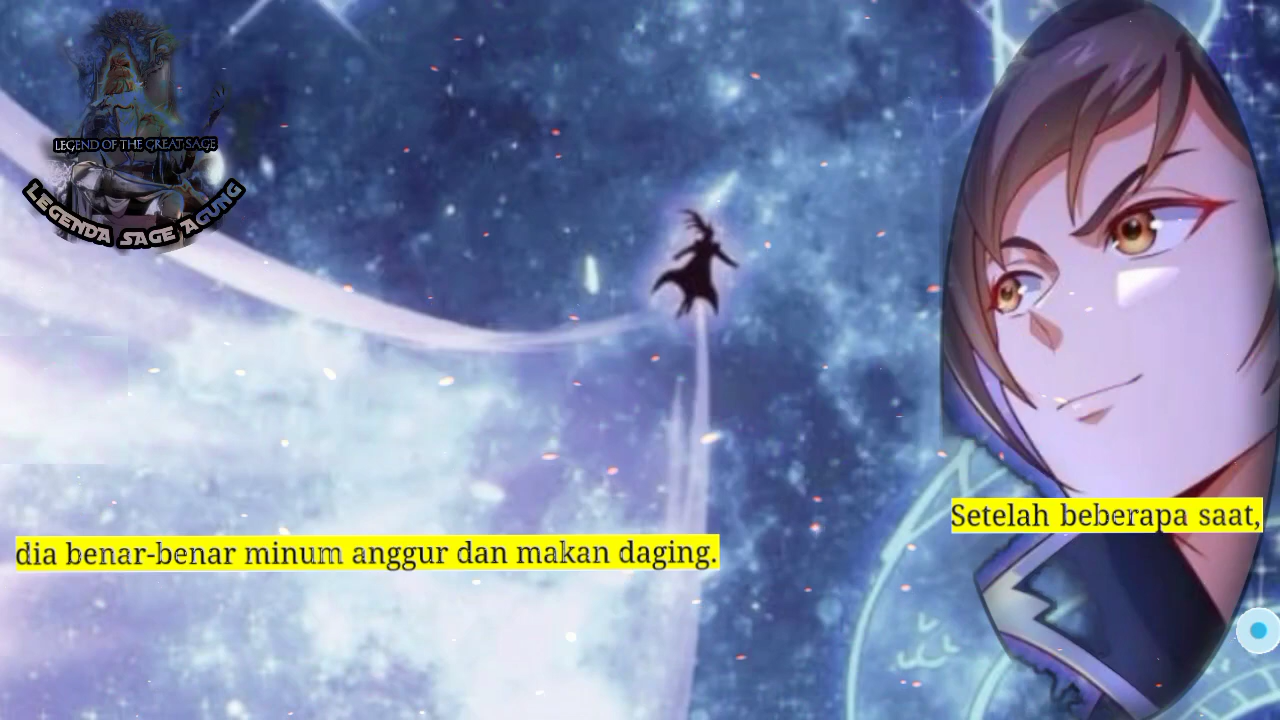 LEGEND OF THE GREAT SAGE
LEGENDA SAGE AGUNG
Setelah beberapa saat,
dia benar-benar minum anggur dan makan daging.